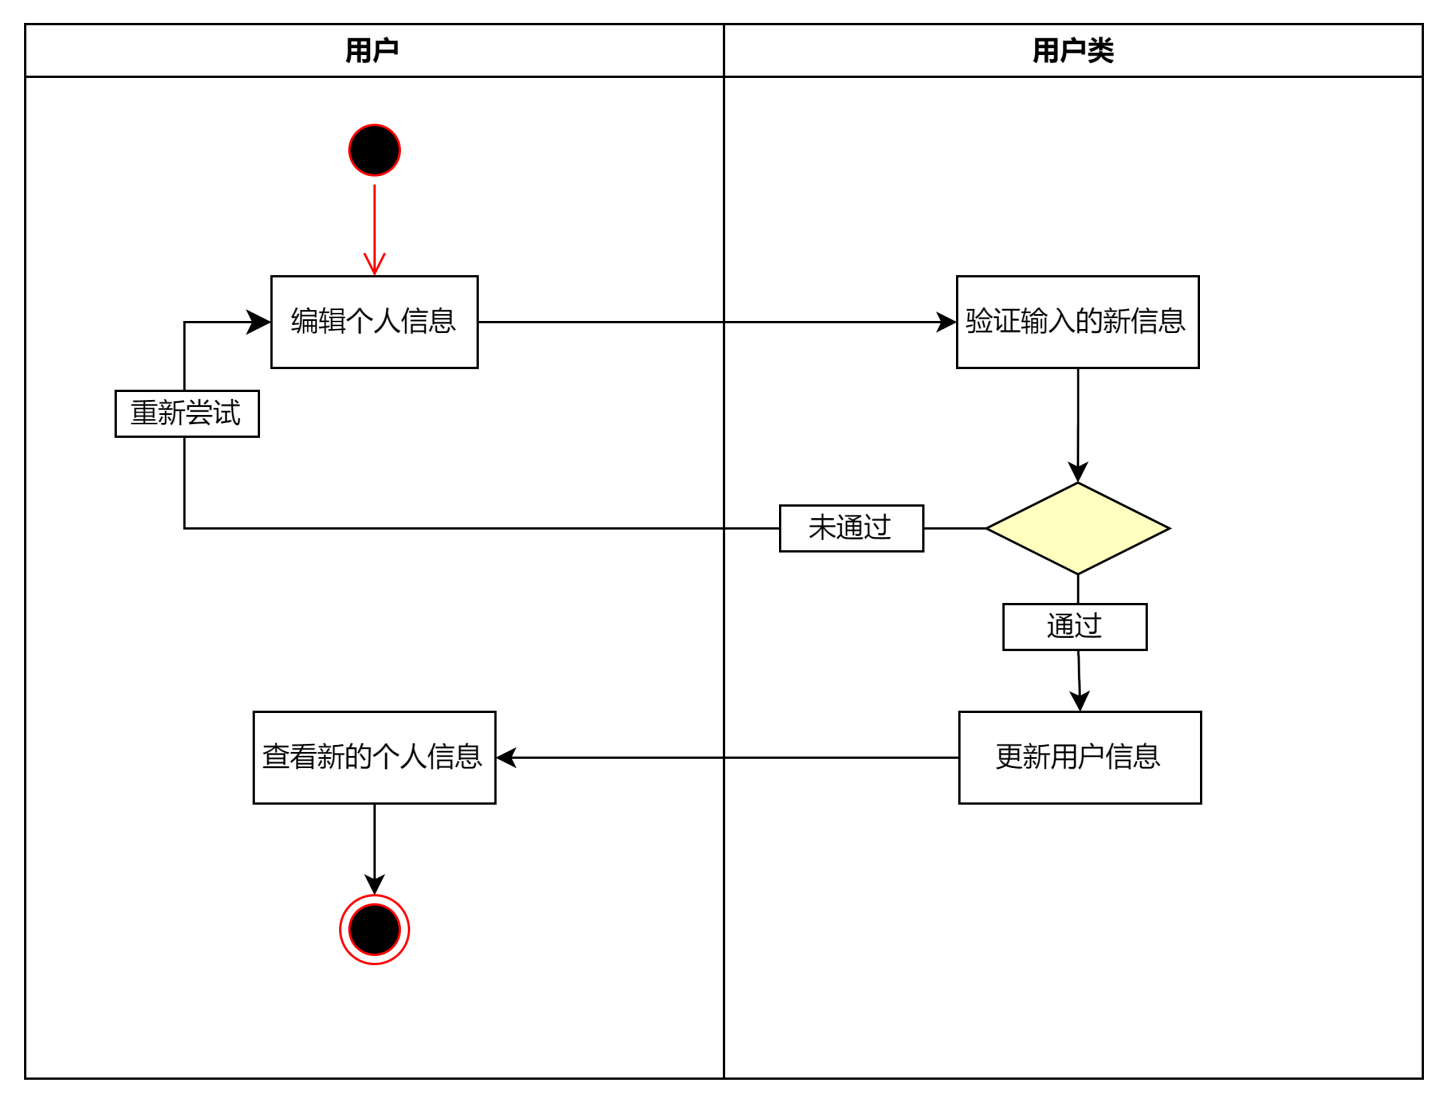 用户
用户类
编辑个人信息
验证输入的新信息
重新尝试
未通过
通过
查看新的个人信息
更新用户信息